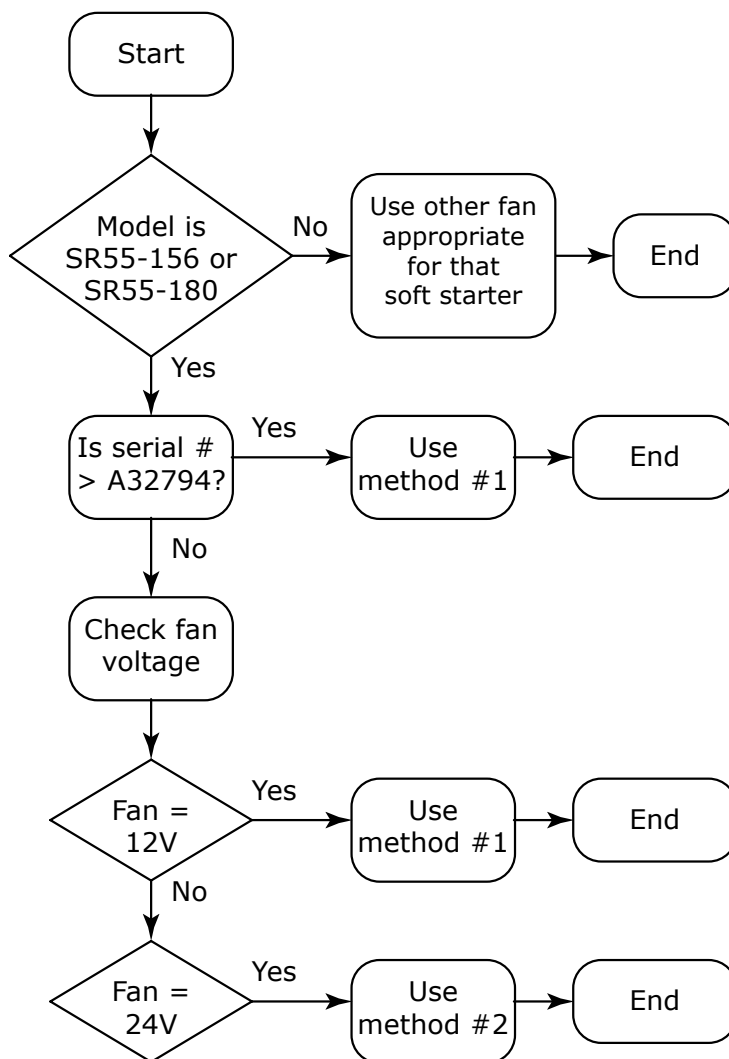 Start
Model is
SR55-156 or
SR55-180
No
Use other fan
appropriate
for that
soft starter
End
Yes
Is serial #
> A32794?
Yes
Use
method #1
End
No
Check fan
voltage
Fan =
12V
Yes
Use
method #1
End
No
Fan =
24V
Yes
Use
method #2
End